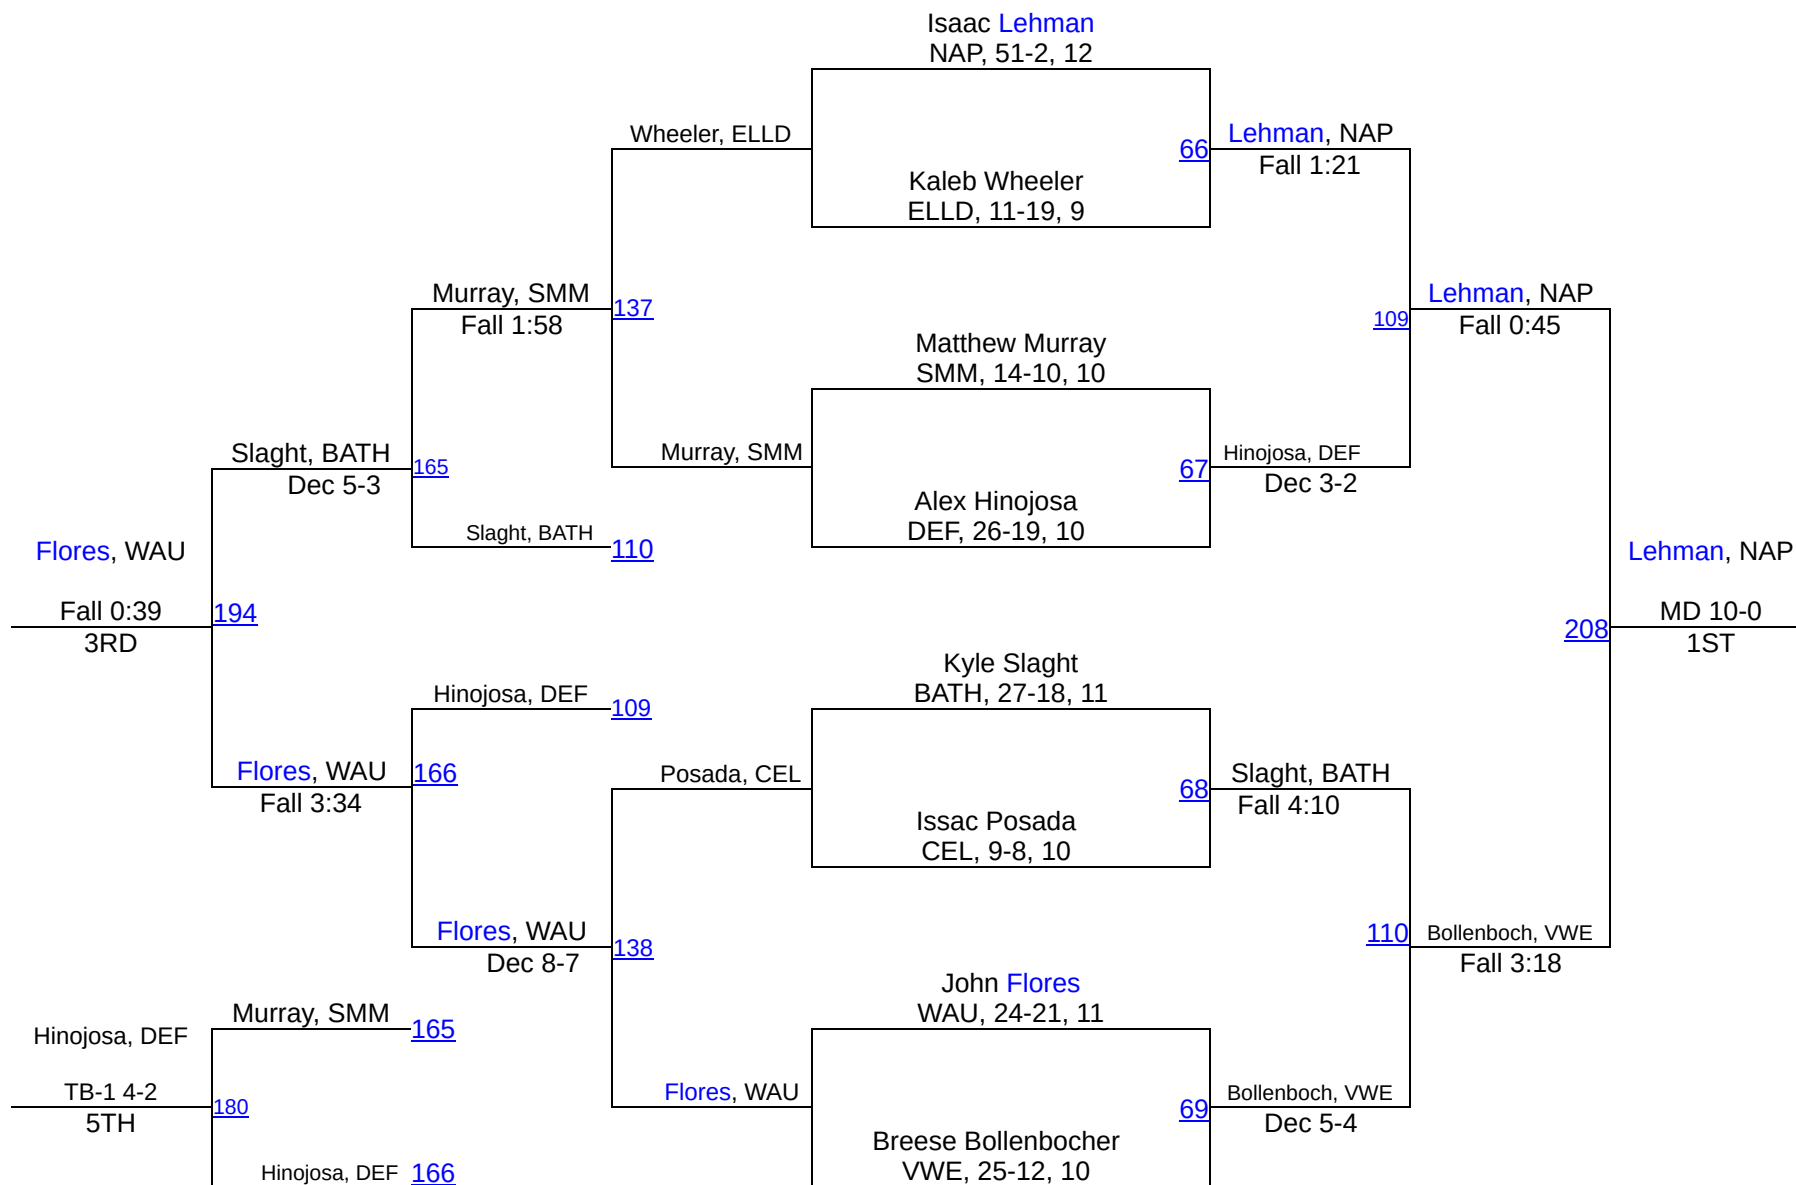 Isaac Lehman
NAP, 51-2, 12
Wheeler, ELLD
66
Lehman, NAP
Fall 1:21
Kaleb Wheeler
ELLD, 11-19, 9
Murray, SMM
Fall 1:58
137
109
Lehman, NAP
Fall 0:45
Matthew Murray
SMM, 14-10, 10
Slaght, BATH
Dec 5-3
165
Murray, SMM
67
Hinojosa, DEF
Dec 3-2
Alex Hinojosa
DEF, 26-19, 10
Slaght, BATH
110
Flores, WAU
Fall 0:39
3RD
194
Lehman, NAP
MD 10-0
1ST
208
Kyle Slaght
BATH, 27-18, 11
Hinojosa, DEF
109
Flores, WAU
Fall 3:34
166
Posada, CEL
68
Slaght, BATH
Fall 4:10
Issac Posada
CEL, 9-8, 10
Flores, WAU
Dec 8-7
138
110
Bollenboch, VWE
Fall 3:18
John Flores
WAU, 24-21, 11
Murray, SMM
165
Hinojosa, DEF
TB-1 4-2
5TH
180
Flores, WAU
69
Bollenboch, VWE
Dec 5-4
Breese Bollenbocher
VWE, 25-12, 10
Hinojosa, DEF
166